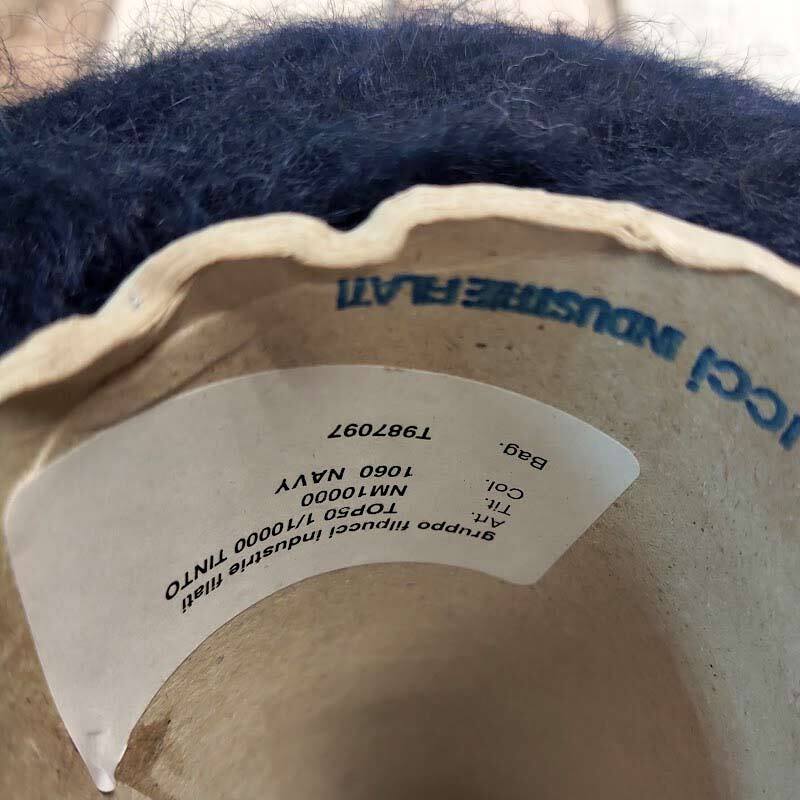 gruppo filpucci industrie filati
Art. TOP50 1/10000 TINTO
Tit. NM10000
Col. 1060 NAVY
Bag. T987097
INDUSTRIE FILATI